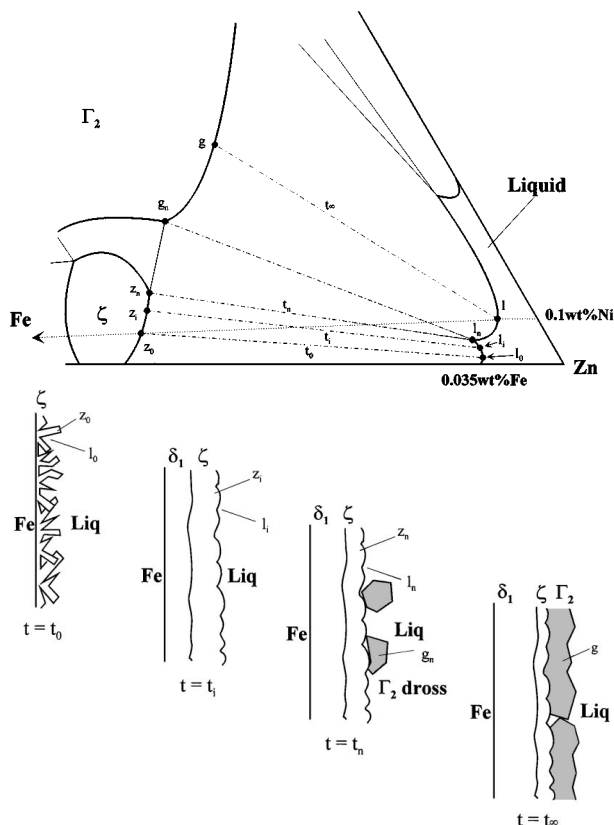 Γ₂
g
gₙ
t∞
Liquid
ζ
zₙ
zᵢ
z₀
tₙ
tᵢ
t₀
l
lₙ
lᵢ
l₀
Fe
0.1wt%Ni
Zn
0.035wt%Fe
ζ
z₀
l₀
Fe
Liq
t = t₀
δ₁ ζ
zᵢ
lᵢ
Fe
Liq
t = tᵢ
δ₁ ζ
zₙ
lₙ
Fe
Liq
gₙ
Γ₂ dross
t = tₙ
δ₁ ζ Γ₂
g
Fe
Liq
t = t∞